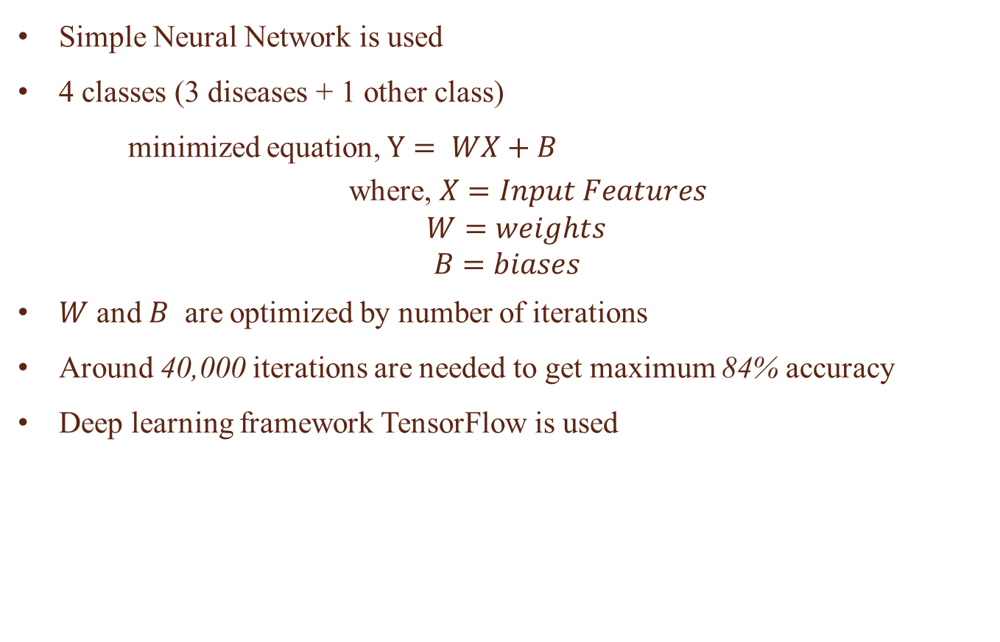 • Simple Neural Network is used
• 4 classes (3 diseases + 1 other class)
minimized equation, Y = WX + B
where, X = Input Features
W = weights
B = biases
• W and B are optimized by number of iterations
• Around 40,000 iterations are needed to get maximum 84% accuracy
• Deep learning framework TensorFlow is used